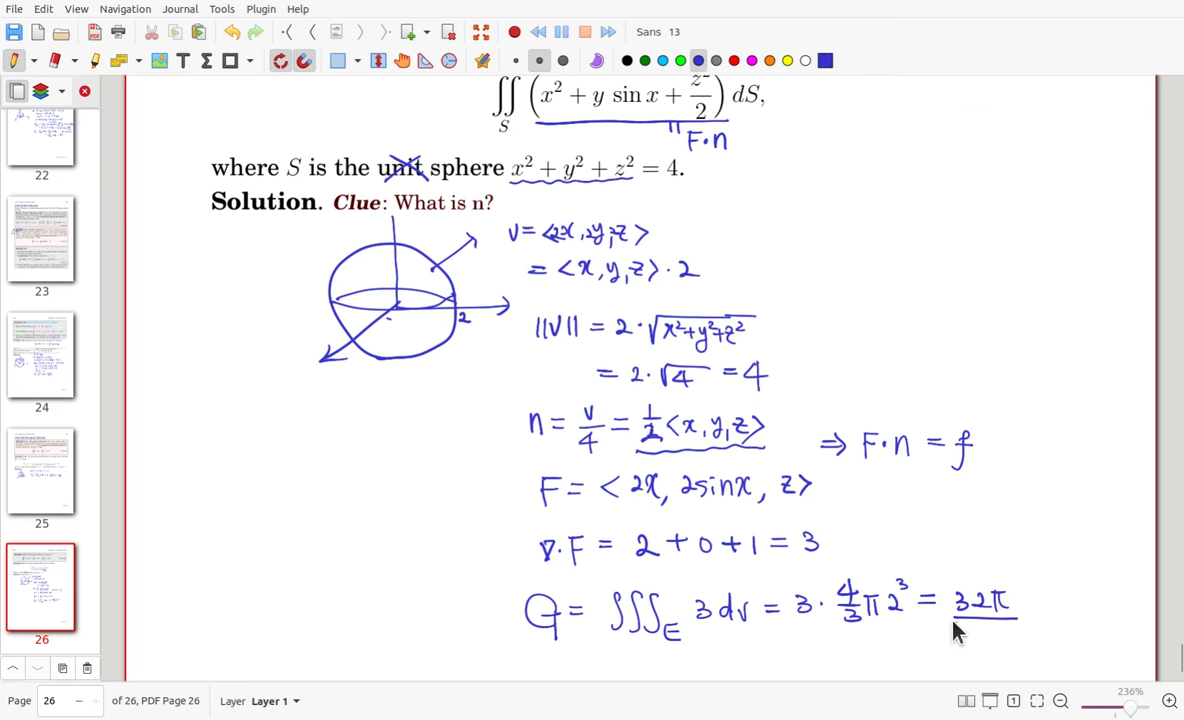 File Edit View Navigation Journal Tools Plugin Help
Sans 13
∬_S (x² + y sin x + z²/2) dS,
F·n
where S is the unit sphere x² + y² + z² = 4.
Solution. Clue: What is n?
v = <2x, 2y, 2z>
= <x, y, z> · 2
2
||v|| = 2·√(x²+y²+z²)
= 2·√4 = 4
n = v/4 = 1/2 <x, y, z>
⇒ F·n = f
F = <2x, 2sinx, z>
∇·F = 2 + 0 + 1 = 3
Q = ∭_E 3 dv = 3 · 4/3 π 2³ = 32π
22
23
24
25
26
Page 26 of 26, PDF Page 26 Layer Layer 1 236%